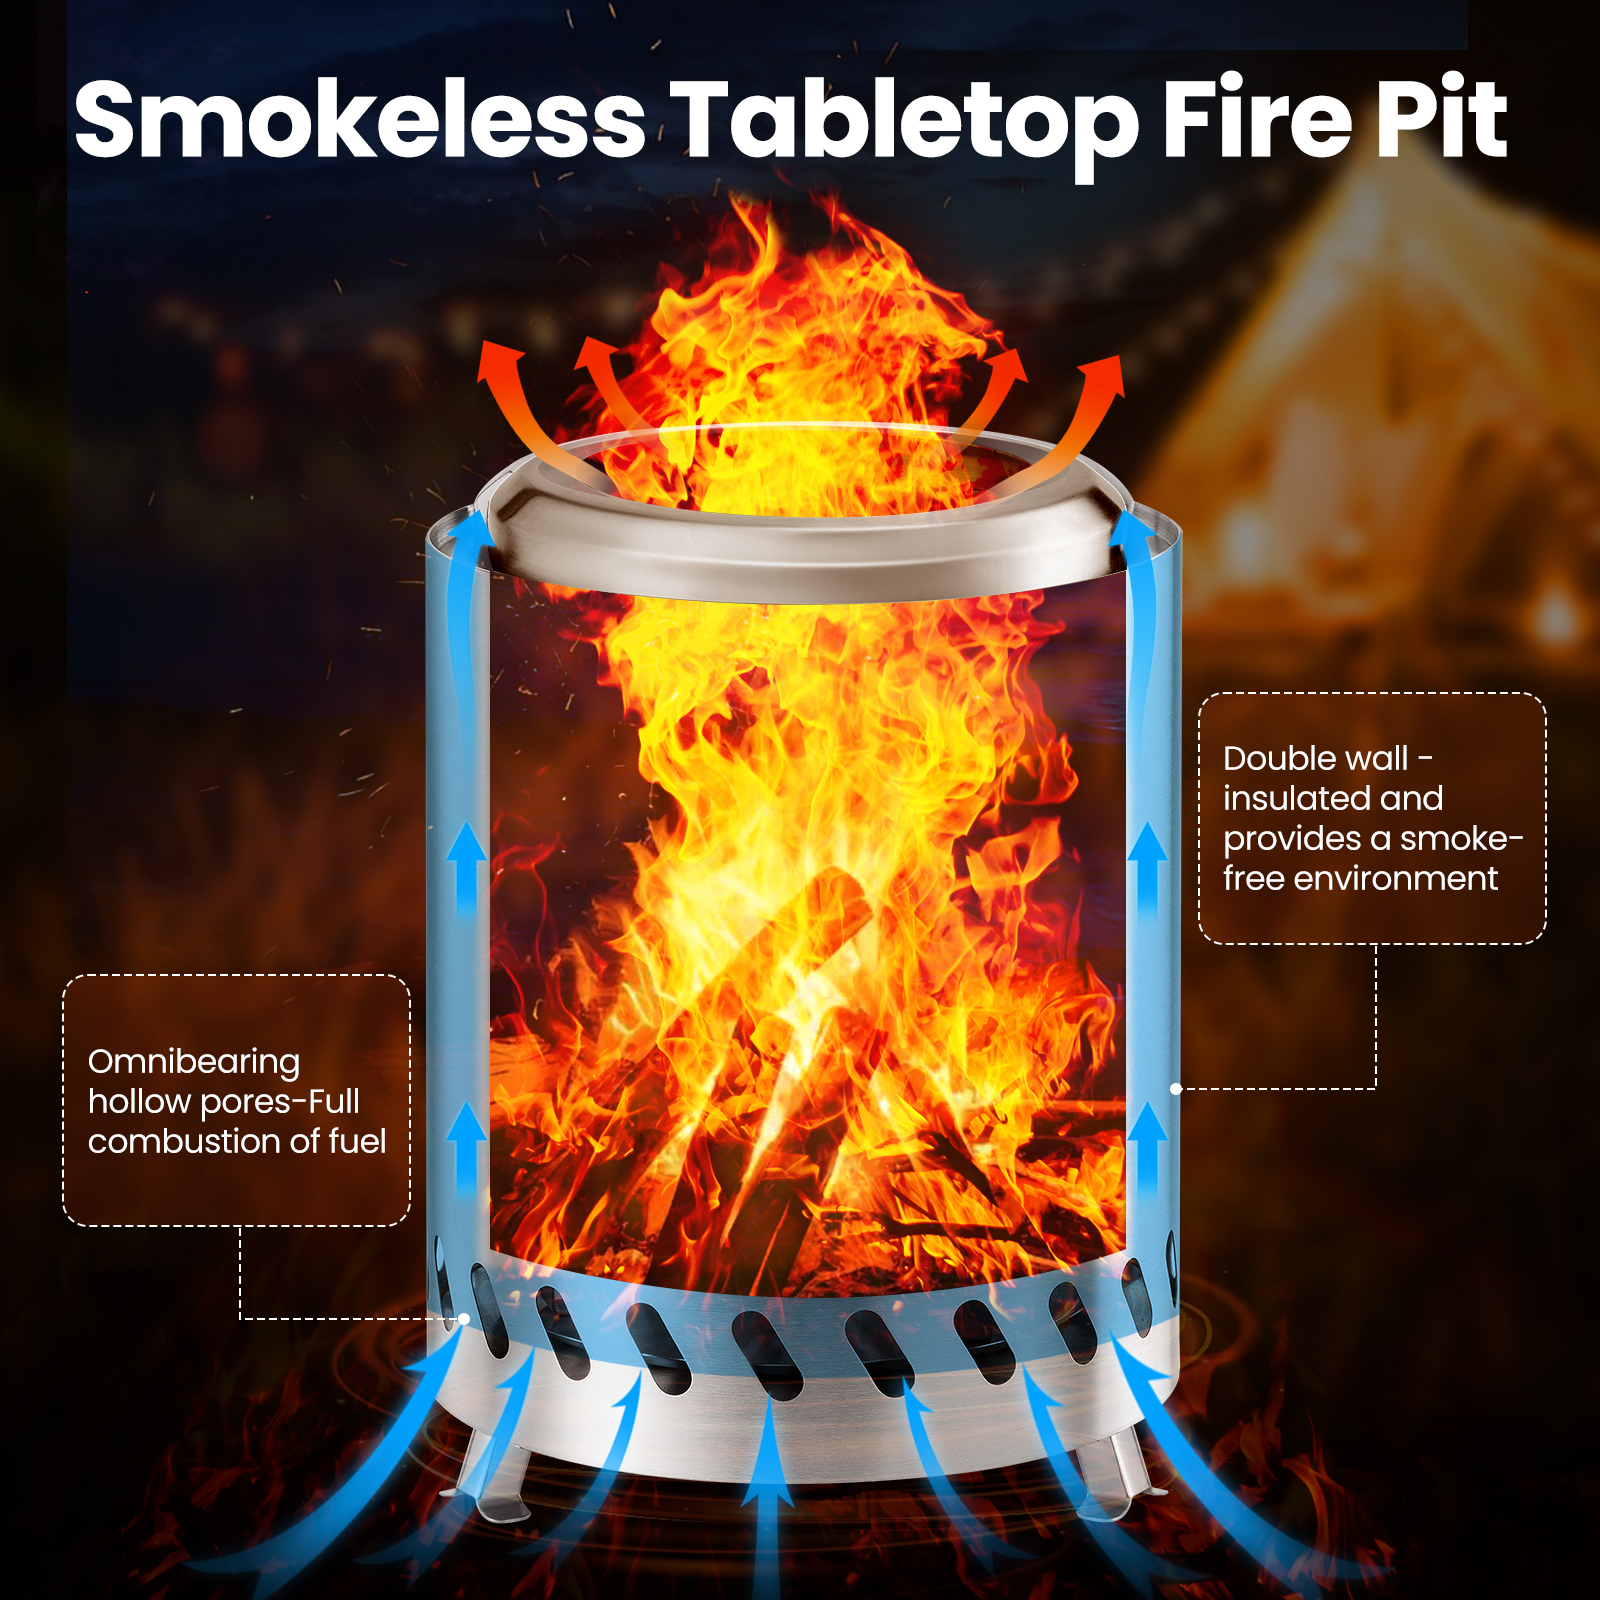 Smokeless Tabletop Fire Pit
Double wall -
insulated and
provides a smoke-
free environment
Omnibearing
hollow pores-Full
combustion of fuel